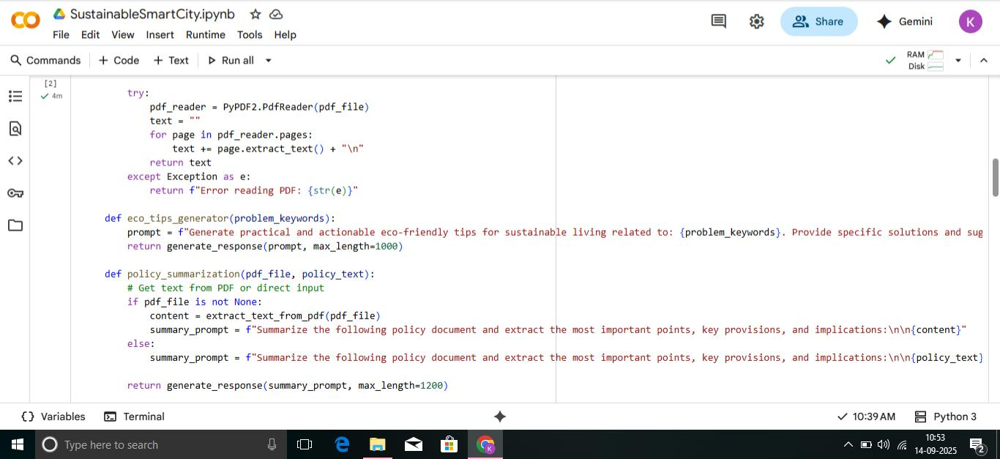 SustainableSmartCity.ipynb
File Edit View Insert Runtime Tools Help
Share
Gemini
K
Commands + Code + Text Run all
RAM
Disk
[2]
4m
try:
pdf_reader = PyPDF2.PdfReader(pdf_file)
text = ""
for page in pdf_reader.pages:
text += page.extract_text() + "\n"
return text
except Exception as e:
return f"Error reading PDF: {str(e)}"
def eco_tips_generator(problem_keywords):
prompt = f"Generate practical and actionable eco-friendly tips for sustainable living related to: {problem_keywords}. Provide specific solutions and sug
return generate_response(prompt, max_length=1000)
def policy_summarization(pdf_file, policy_text):
# Get text from PDF or direct input
if pdf_file is not None:
content = extract_text_from_pdf(pdf_file)
summary_prompt = f"Summarize the following policy document and extract the most important points, key provisions, and implications:\n\n{content}"
else:
summary_prompt = f"Summarize the following policy document and extract the most important points, key provisions, and implications:\n\n{policy_text}
return generate_response(summary_prompt, max_length=1200)
{} Variables Terminal
10:39 AM Python 3
Type here to search
K
10:53
14-09-2025
2